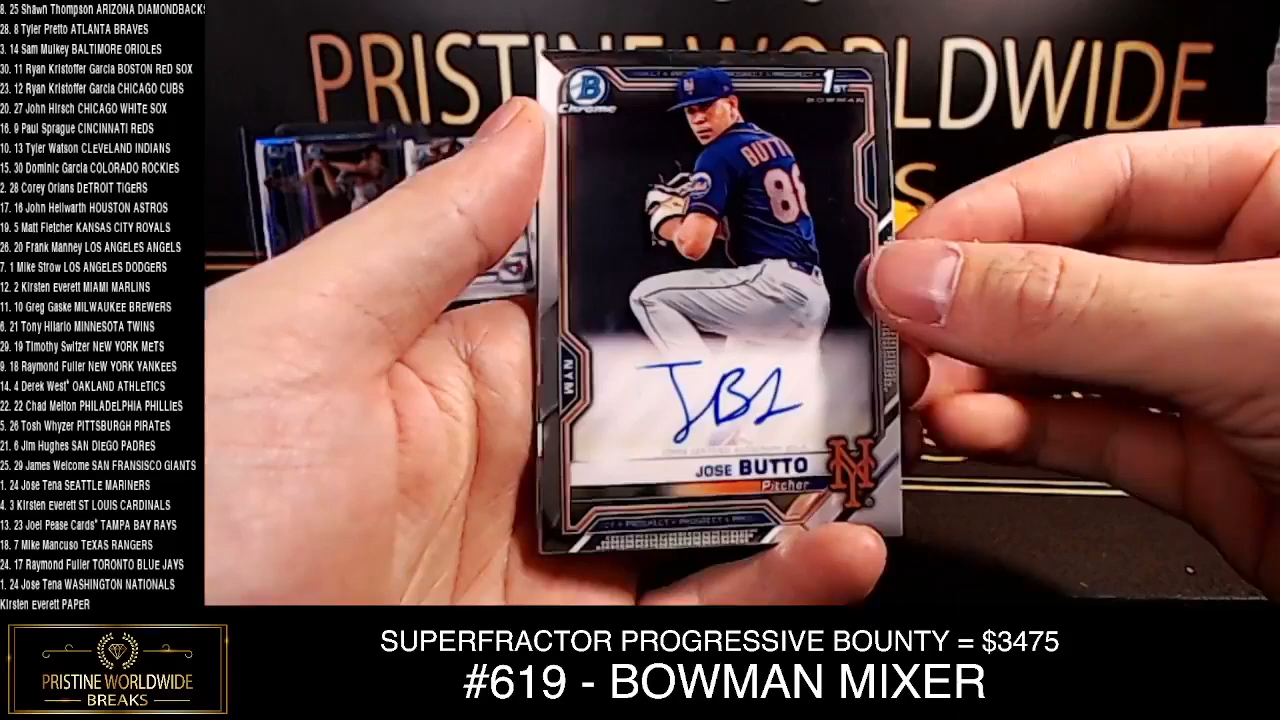 8. 25 Shawn Thompson ARIZONA DIAMONDBACKS
28. 8 Tyler Pretto ATLANTA BRAVES
3. 14 Sam Mulkey BALTIMORE ORIOLES
30. 11 Ryan Kristoffer Garcia BOSTON RED SOX
23. 12 Ryan Kristoffer Garcia CHICAGO CUBS
20. 27 John Hirsch CHICAGO WHITE SOX
16. 9 Paul Sprague CINCINNATI REDS
10. 13 Tyler Watson CLEVELAND INDIANS
15. 30 Dominic Garcia COLORADO ROCKIES
2. 28 Corey Orians DETROIT TIGERS
17. 16 John Hellwarth HOUSTON ASTROS
19. 5 Matt Fletcher KANSAS CITY ROYALS
26. 20 Frank Manney LOS ANGELES ANGELS
7. 1 Mike Strow LOS ANGELES DODGERS
12. 2 Kirsten Everett MIAMI MARLINS
11. 10 Greg Gaske MILWAUKEE BREWERS
6. 21 Tony Hilario MINNESOTA TWINS
29. 19 Timothy Switzer NEW YORK METS
9. 18 Raymond Fuller NEW YORK YANKEES
14. 4 Derek West* OAKLAND ATHLETICS
22. 22 Chad Melton PHILADELPHIA PHILLIES
5. 26 Tosh Whyzer PITTSBURGH PIRATES
21. 6 Jim Hughes SAN DIEGO PADRES
25. 29 James Welcome SAN FRANSISCO GIANTS
1. 24 Jose Tena SEATTLE MARINERS
4. 3 Kirsten Everett ST LOUIS CARDINALS
13. 23 Joel Pease Cards* TAMPA BAY RAYS
18. 7 Mike Mancuso TEXAS RANGERS
24. 17 Raymond Fuller TORONTO BLUE JAYS
1. 24 Jose Tena WASHINGTON NATIONALS
Kirsten Everett PAPER
PRISTINE WORLDWIDE
B
Chrome
1ST
BOWMAN
BUTT
86
NYM
J B
JOSE BUTTO
Pitcher
NY
PROSPECT • PROSPECT
PRISTINE WORLDWIDE
BREAKS
SUPERFRACTOR PROGRESSIVE BOUNTY = $3475
#619 - BOWMAN MIXER